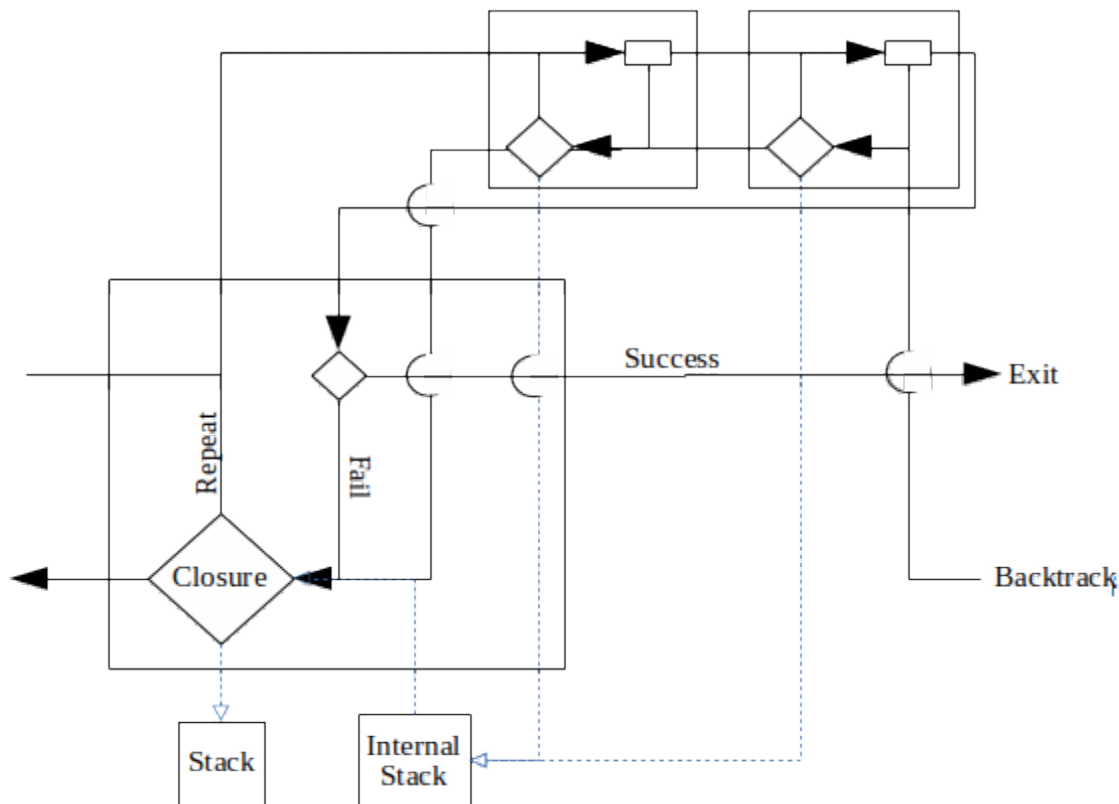 Success
Exit
Repeat
Fail
Closure
Backtrack
Stack
Internal
Stack